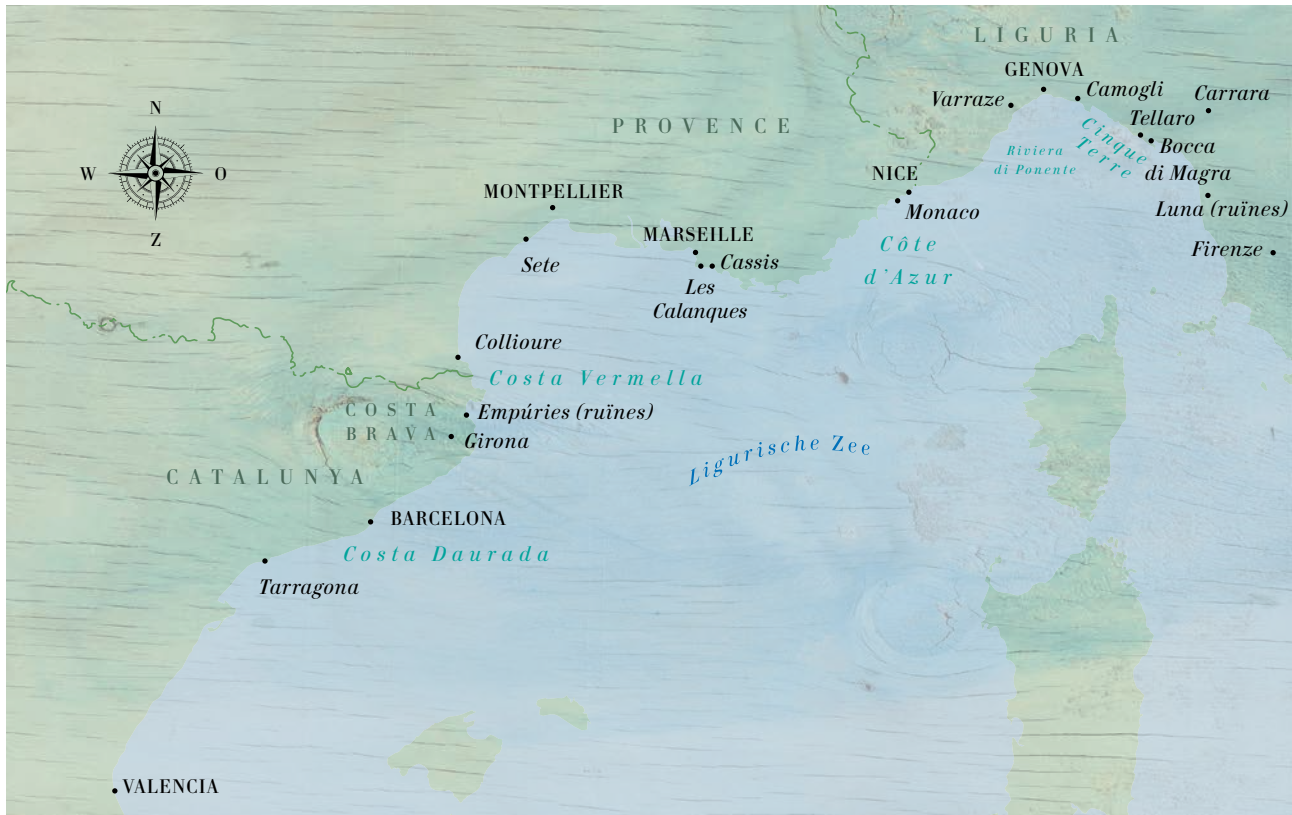 LIGURIA
GENOVA
Camogli
Carrara
Varraze
Tellaro
Cinque
Terre
PROVENCE
N
W
O
Z
Riviera
di Ponente
Bocca
di Magra
NICE
MONTPELLIER
Monaco
Luna (ruïnes)
MARSEILLE
Côte
d'Azur
Firenze
Sete
Cassis
Les
Calanques
Collioure
Costa Vermella
COSTA
BRAVA
Empúries (ruïnes)
Girona
Ligurische Zee
CATALUNYA
BARCELONA
Costa Daurada
Tarragona
VALENCIA